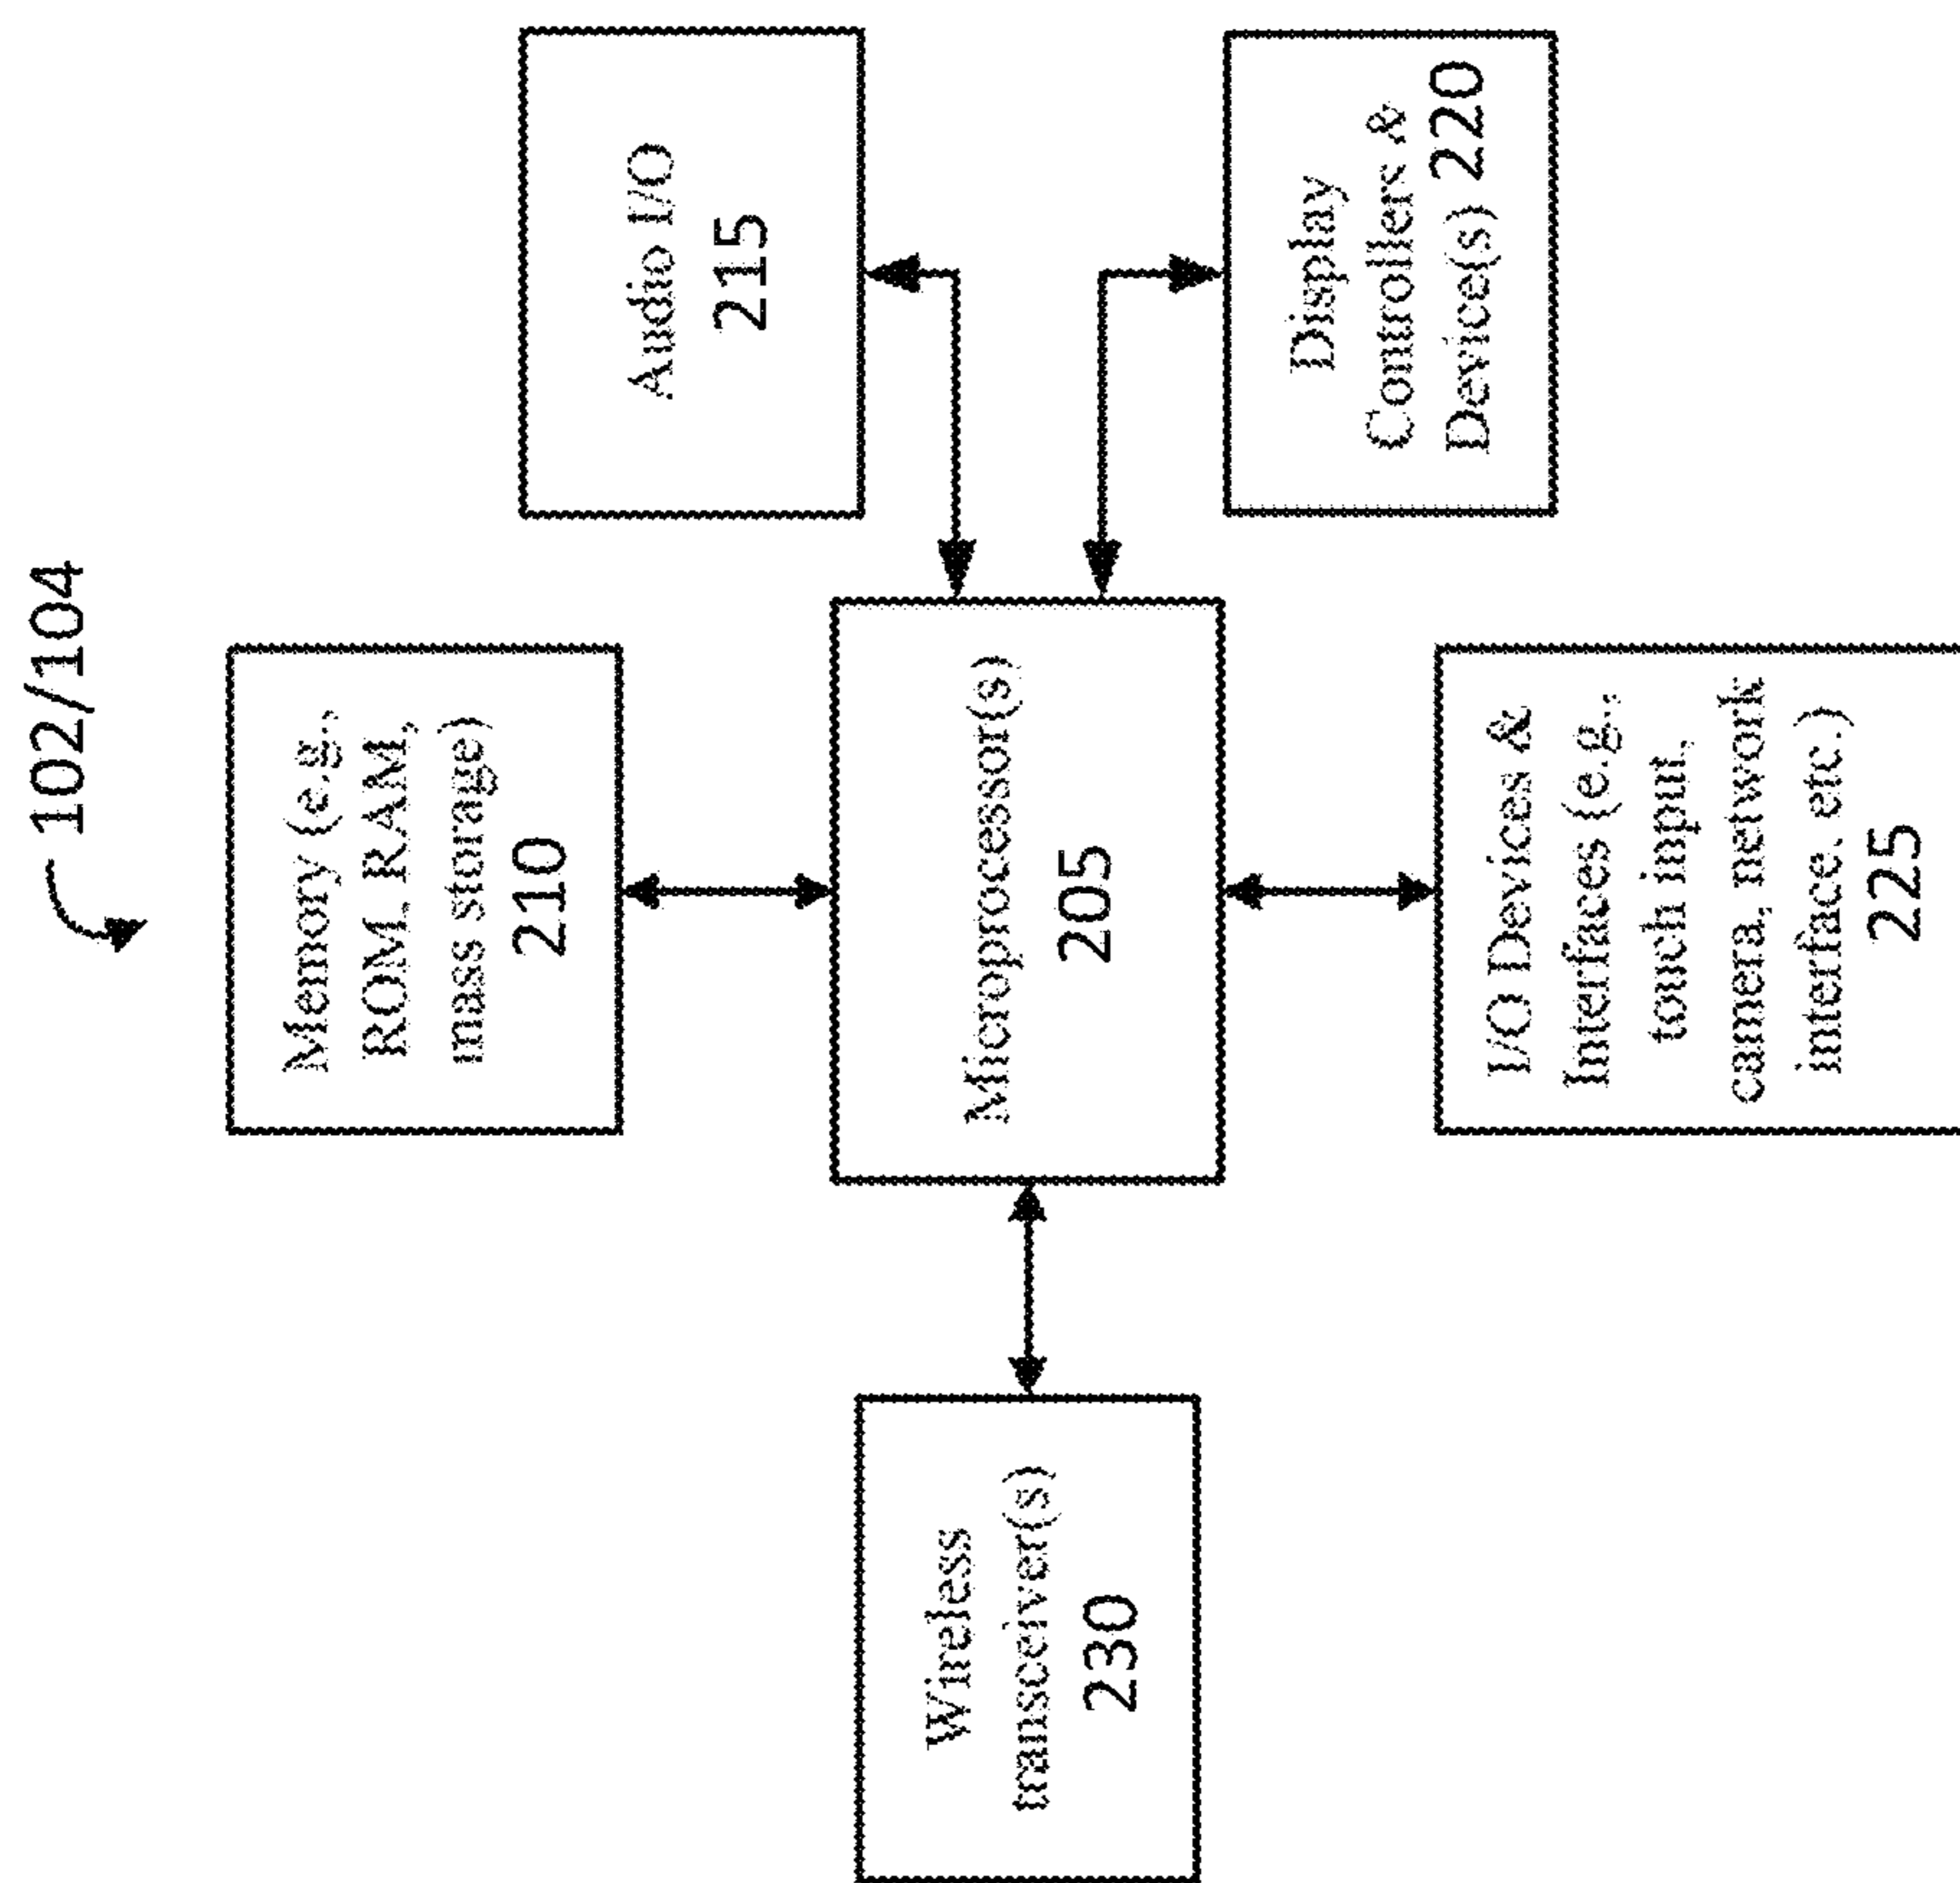 102/104
Memory (e.g.,
ROM, RAM,
mass storage)
210
Audio I/O
215
Microprocessor(s)
205
Wireless
transceiver(s)
230
Display
Controllers &
Device(s) 220
I/O Devices &
Interfaces (e.g.,
touch input,
camera, network
interface, etc.)
225